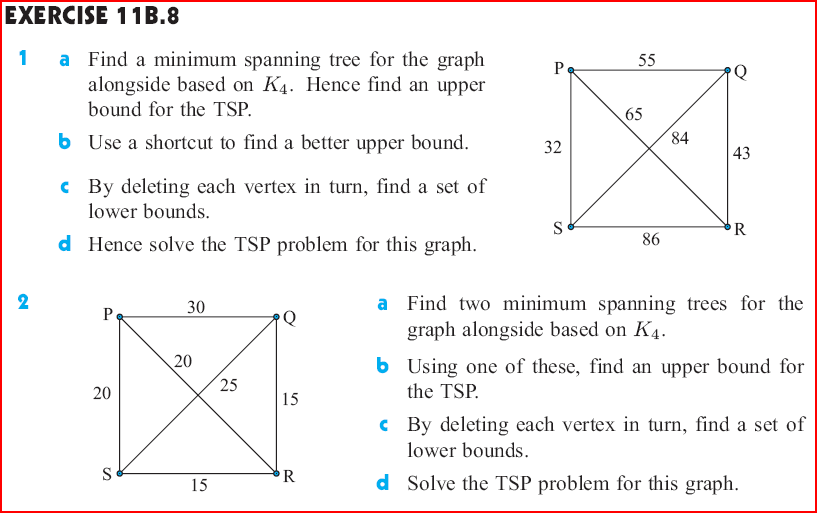 EXERCISE 11B.8
1 a Find a minimum spanning tree for the graph
alongside based on K₄. Hence find an upper
bound for the TSP.
b Use a shortcut to find a better upper bound.
c By deleting each vertex in turn, find a set of
lower bounds.
d Hence solve the TSP problem for this graph.
P 55 Q
65
84
32 43
S 86 R
2
P 30 Q
20
25
20 15
S 15 R
a Find two minimum spanning trees for the
graph alongside based on K₄.
b Using one of these, find an upper bound for
the TSP.
c By deleting each vertex in turn, find a set of
lower bounds.
d Solve the TSP problem for this graph.